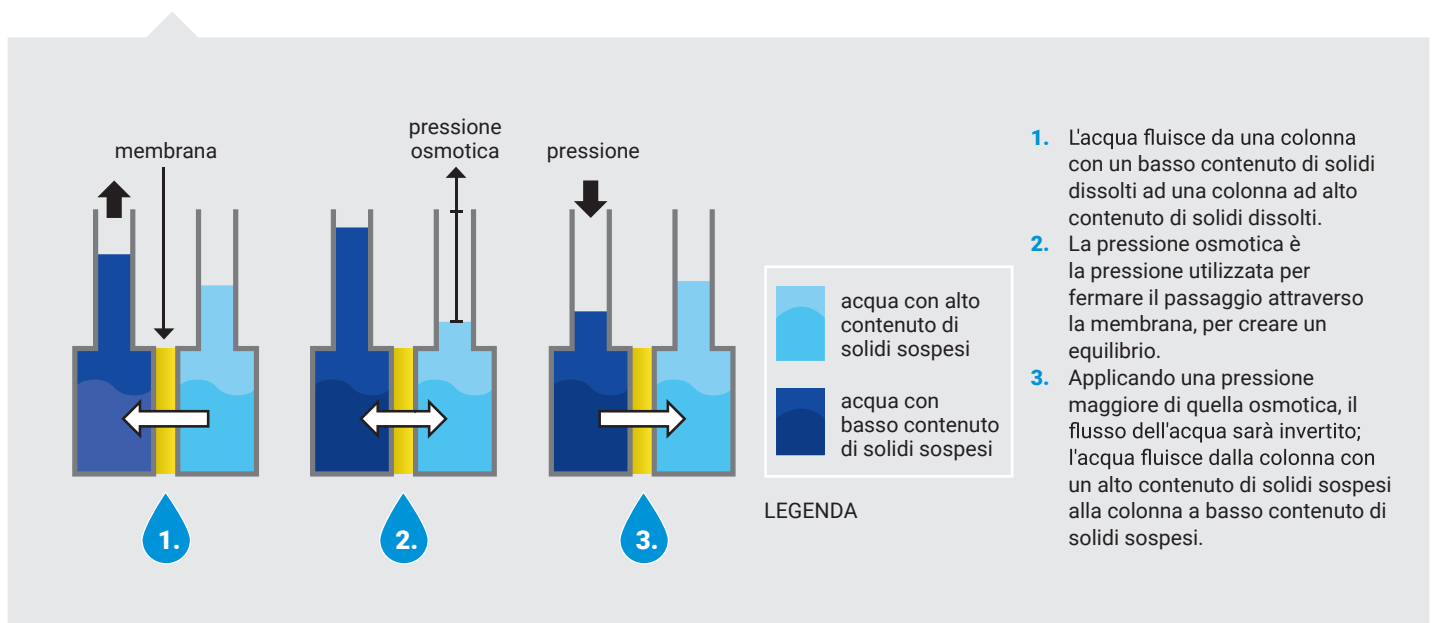 membrana
pressione
osmotica
pressione
1.
2.
3.
acqua con alto
contenuto di
solidi sospesi
acqua con
basso contenuto
di solidi sospesi
LEGENDA
1. L'acqua fluisce da una colonna
con un basso contenuto di solidi
dissolti ad una colonna ad alto
contenuto di solidi dissolti.
2. La pressione osmotica è
la pressione utilizzata per
fermare il passaggio attraverso
la membrana, per creare un
equilibrio.
3. Applicando una pressione
maggiore di quella osmotica, il
flusso dell'acqua sarà invertito;
l'acqua fluisce dalla colonna con
un alto contenuto di solidi sospesi
alla colonna a basso contenuto di
solidi sospesi.